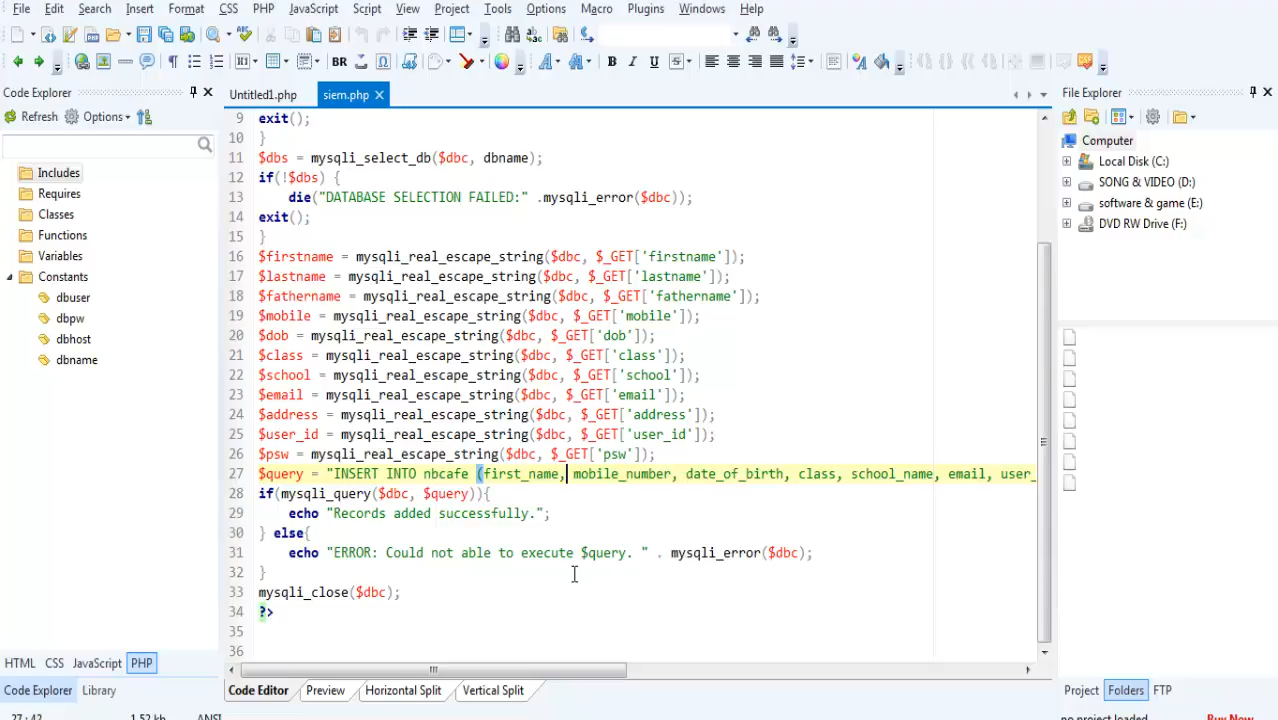 File Edit Search Insert Format CSS PHP JavaScript Script View Project Tools Options Macro Plugins Windows Help
Code Explorer
Refresh Options
Includes
Requires
Classes
Functions
Variables
Constants
dbuser
dbpw
dbhost
dbname
HTML CSS JavaScript PHP
Code Explorer Library
Untitled1.php siem.php
9 exit();
10 }
11 $dbs = mysqli_select_db($dbc, dbname);
12 if(!$dbs) {
13 die("DATABASE SELECTION FAILED:" .mysqli_error($dbc));
14 exit();
15 }
16 $firstname = mysqli_real_escape_string($dbc, $_GET['firstname']);
17 $lastname = mysqli_real_escape_string($dbc, $_GET['lastname']);
18 $fathername = mysqli_real_escape_string($dbc, $_GET['fathername']);
19 $mobile = mysqli_real_escape_string($dbc, $_GET['mobile']);
20 $dob = mysqli_real_escape_string($dbc, $_GET['dob']);
21 $class = mysqli_real_escape_string($dbc, $_GET['class']);
22 $school = mysqli_real_escape_string($dbc, $_GET['school']);
23 $email = mysqli_real_escape_string($dbc, $_GET['email']);
24 $address = mysqli_real_escape_string($dbc, $_GET['address']);
25 $user_id = mysqli_real_escape_string($dbc, $_GET['user_id']);
26 $psw = mysqli_real_escape_string($dbc, $_GET['psw']);
27 $query = "INSERT INTO nbcafe (first_name, mobile_number, date_of_birth, class, school_name, email, user_
28 if(mysqli_query($dbc, $query)){
29 echo "Records added successfully.";
30 } else{
31 echo "ERROR: Could not able to execute $query. " . mysqli_error($dbc);
32 }
33 mysqli_close($dbc);
34 ?>
35
36
Code Editor Preview Horizontal Split Vertical Split
File Explorer
Computer
Local Disk (C:)
SONG & VIDEO (D:)
software & game (E:)
DVD RW Drive (F:)
Project Folders FTP
27 : 42 1.52 kb ANSI
no project loaded Buy Now